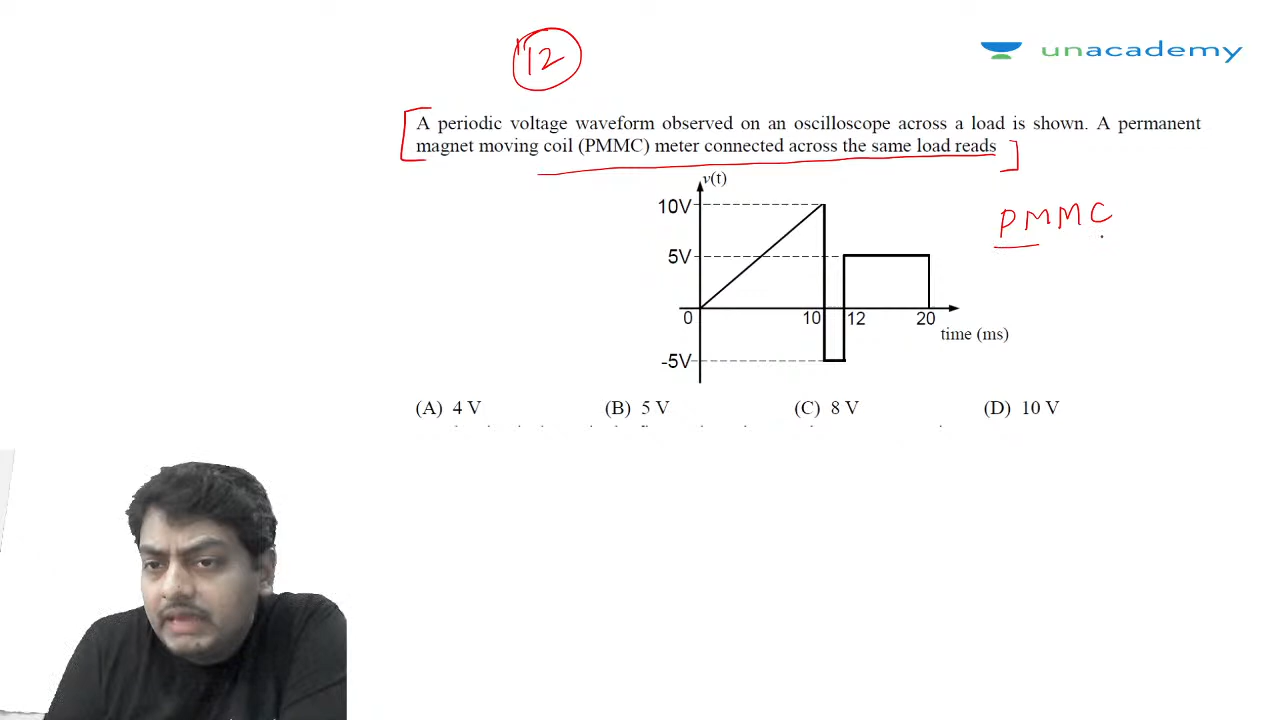 "12
unacademy
A periodic voltage waveform observed on an oscilloscope across a load is shown. A permanent
magnet moving coil (PMMC) meter connected across the same load reads
v(t)
10V
PMMC
5V
0
10
12
20
time (ms)
-5V
(A) 4 V
(B) 5 V
(C) 8 V
(D) 10 V